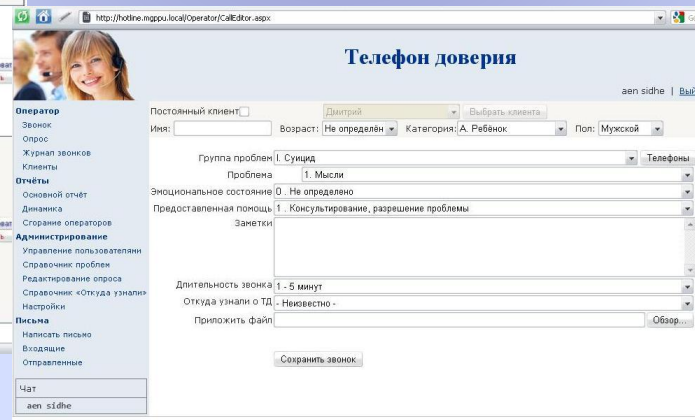 http://hotline.mgppu.local/Operator/CallEditor.aspx
Телефон доверия
aen sidhe | Вый
Оператор
Звонок
Опрос
Журнал звонков
Клиенты
Отчёты
Основной отчёт
Динамика
Сгорание операторов
Администрирование
Управление пользователями
Справочник проблем
Редактирование опроса
Справочник «Откуда узнали»
Настройки
Письма
Написать письмо
Входящие
Отправленные
Чат
aen sidhe
Постоянный клиент Дмитрий Выбрать клиента
Имя: Возраст: Не определён Категория: А. Ребёнок Пол: Мужской
Группа проблем I. Суицид Телефоны
Проблема 1. Мысли
Эмоциональное состояние 0 . Не определено
Предоставленная помощь 1 . Консультирование, разрешение проблемы
Заметки
Длительность звонка 1 - 5 минут
Откуда узнали о ТД - Неизвестно -
Приложить файл Обзор...
Сохранить звонок